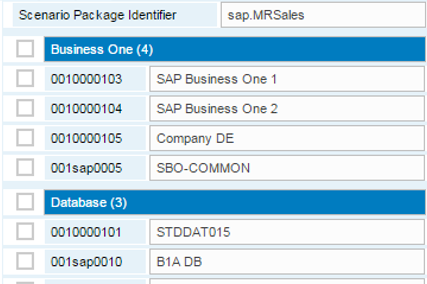 Scenario Package Identifier sap.MRSales
Business One (4)
0010000103 SAP Business One 1
0010000104 SAP Business One 2
0010000105 Company DE
001sap0005 SBO-COMMON
Database (3)
0010000101 STDDAT015
001sap0010 B1A DB